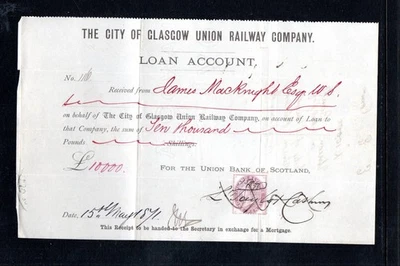 THE CITY OF GLASGOW UNION RAILWAY COMPANY.
LOAN ACCOUNT,
No.
Received from James MacKnight Esqr. W.S.
on behalf of The City of Glasgow Union Railway Company, on account of Loan to
that Company, the sum of Ten Thousand
Pounds Shillings
£10000.
FOR THE UNION BANK OF SCOTLAND,
Cashier
Date, 15th May 1871.
This Receipt to be handed to the Secretary in exchange for a Mortgage.